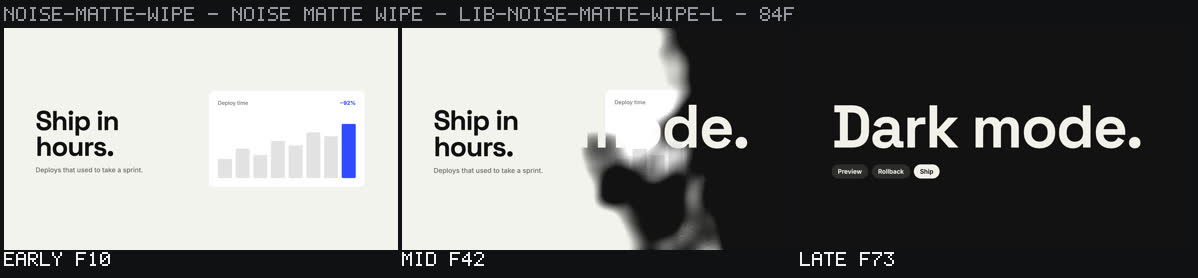 NOISE-MATTE-WIPE - NOISE MATTE WIPE - LIB-NOISE-MATTE-WIPE-L - 84F
Ship in
hours.
Deploys that used to take a sprint.
Deploy time
-92%
Ship in
hours.
Deploys that used to take a sprint.
Deploy time
mode.
Dark mode.
Preview
Rollback
Ship
EARLY F10
MID F42
LATE F73